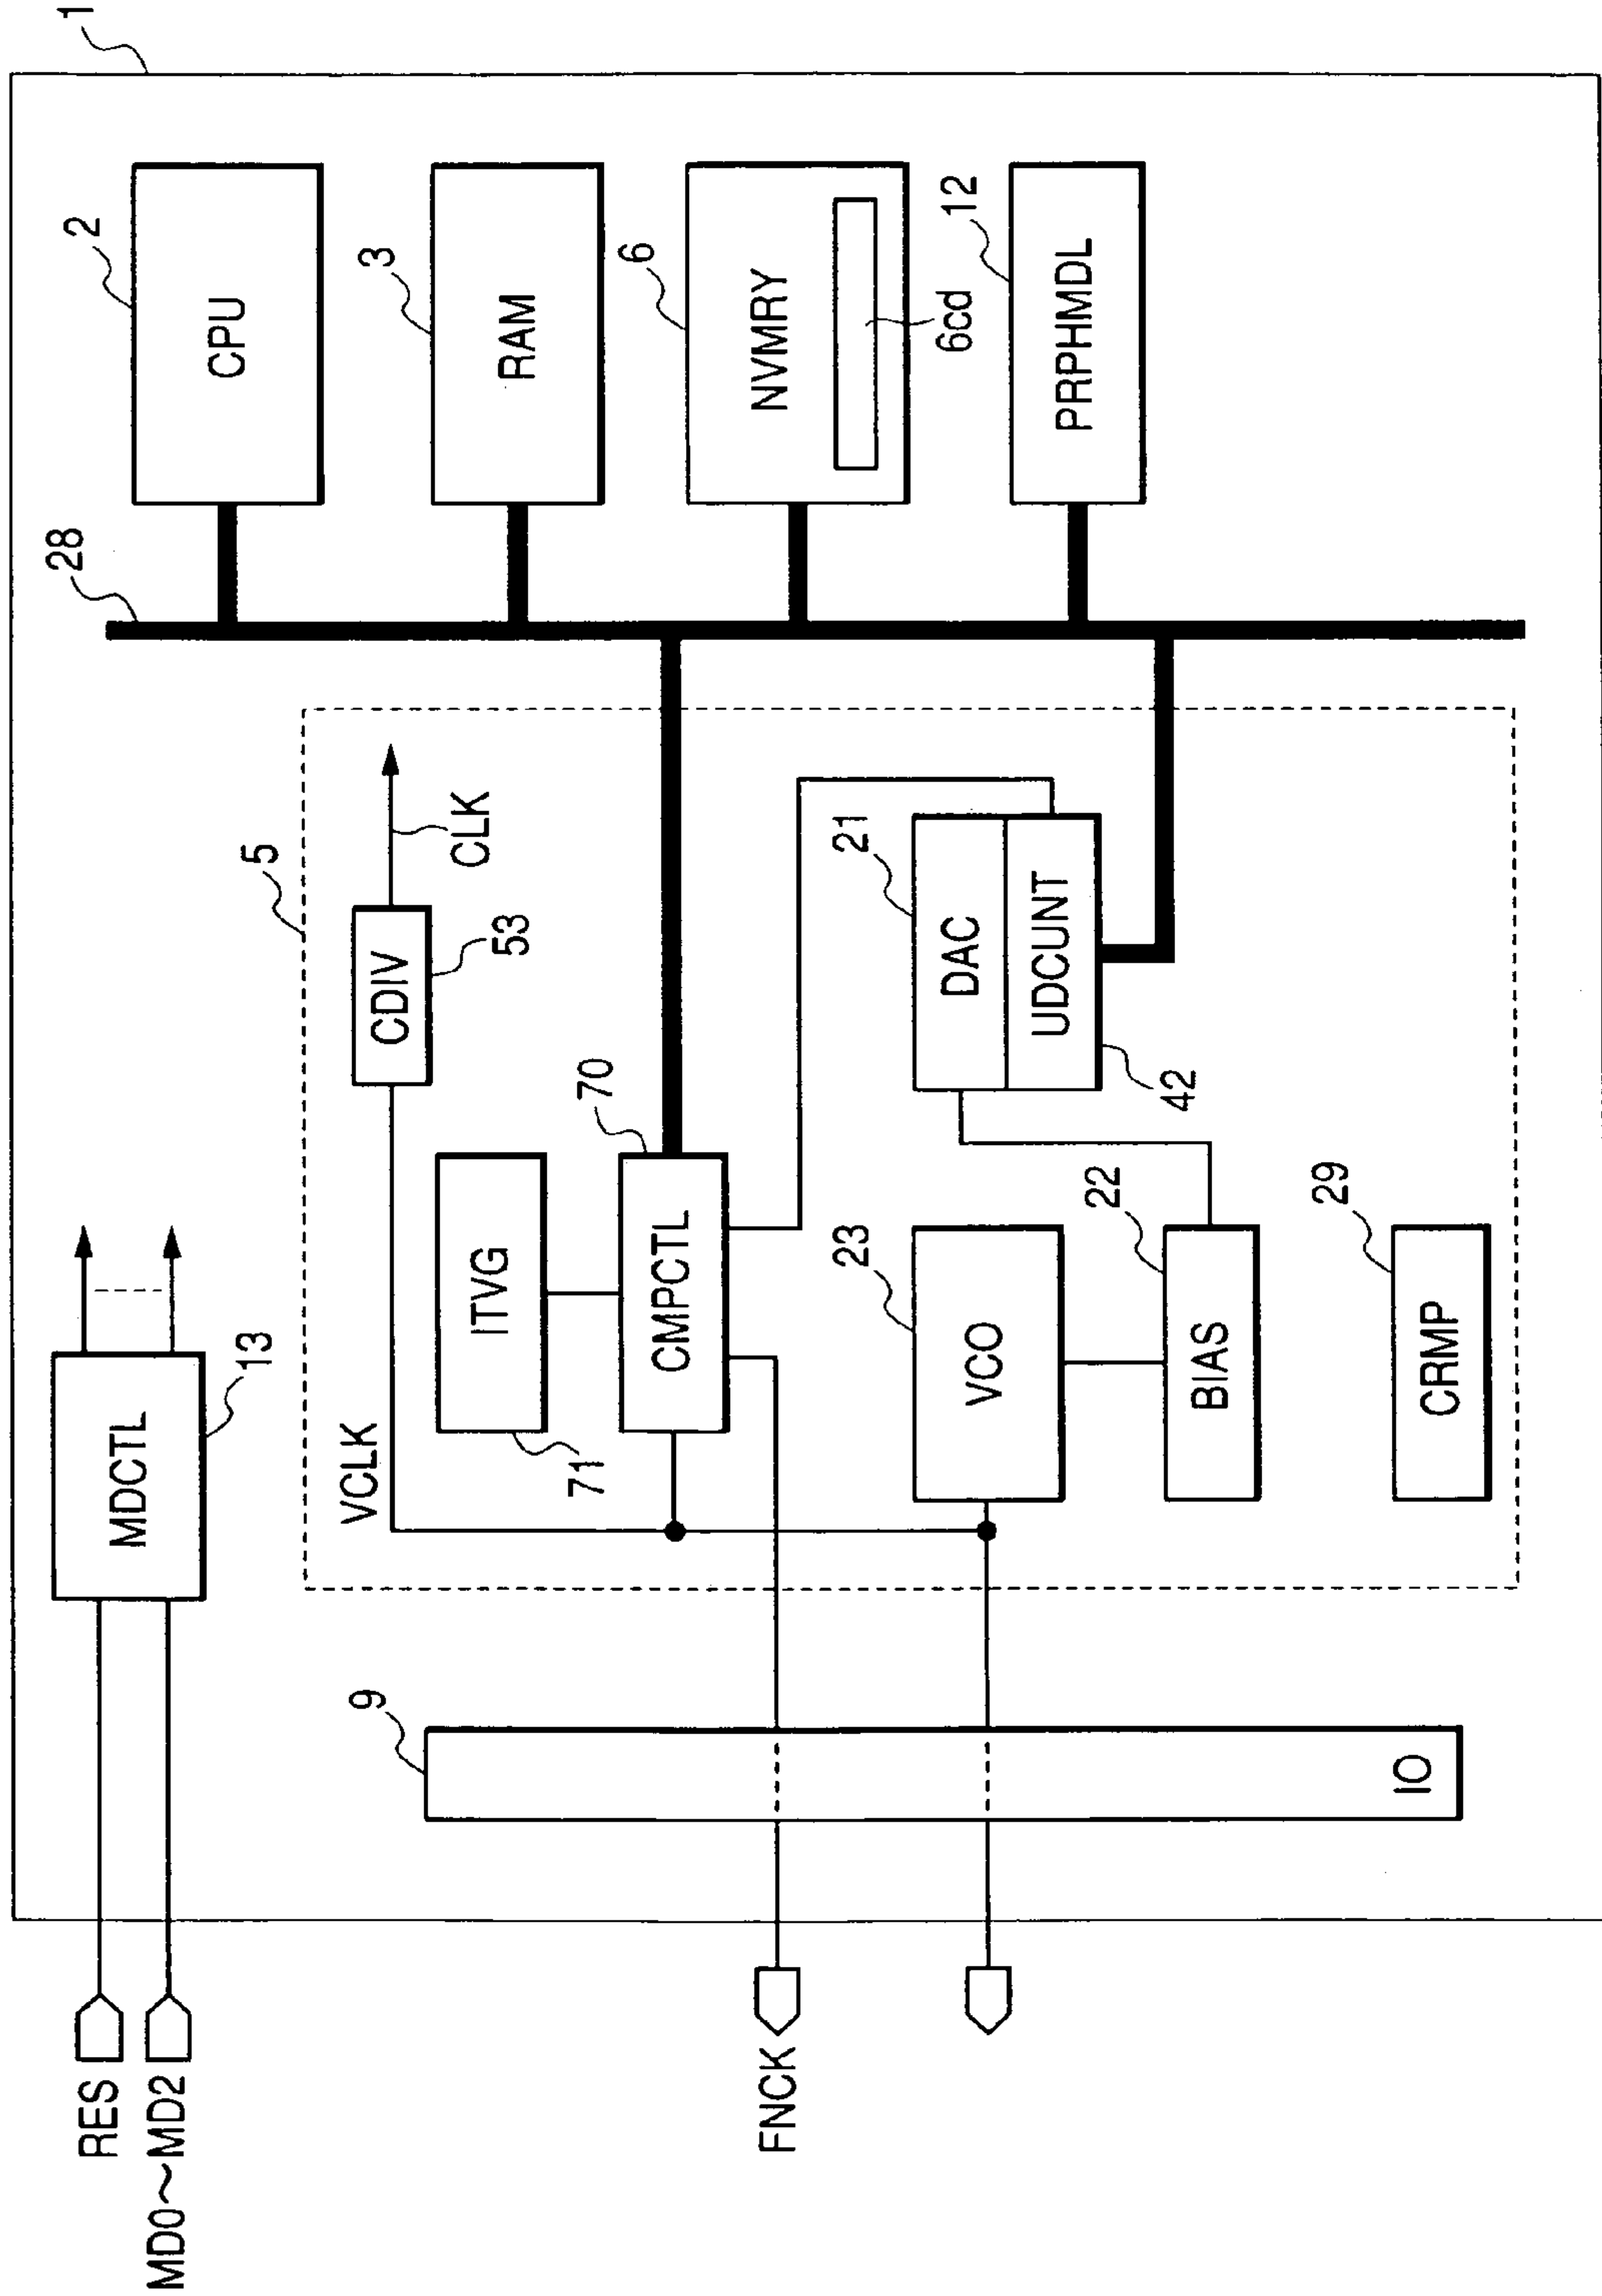 1
RES
MD0～MD2
MDCTL
13
28
2
CPU
5
VCLK
CDIV
53
CLK
3
RAM
ITVG
71
70
CMPCTL
6
NVMRY
6cd
9
FNCK
23
VCO
21
DAC
UDCUNT
42
12
PRPHMDL
22
BIAS
29
CRMP
IO